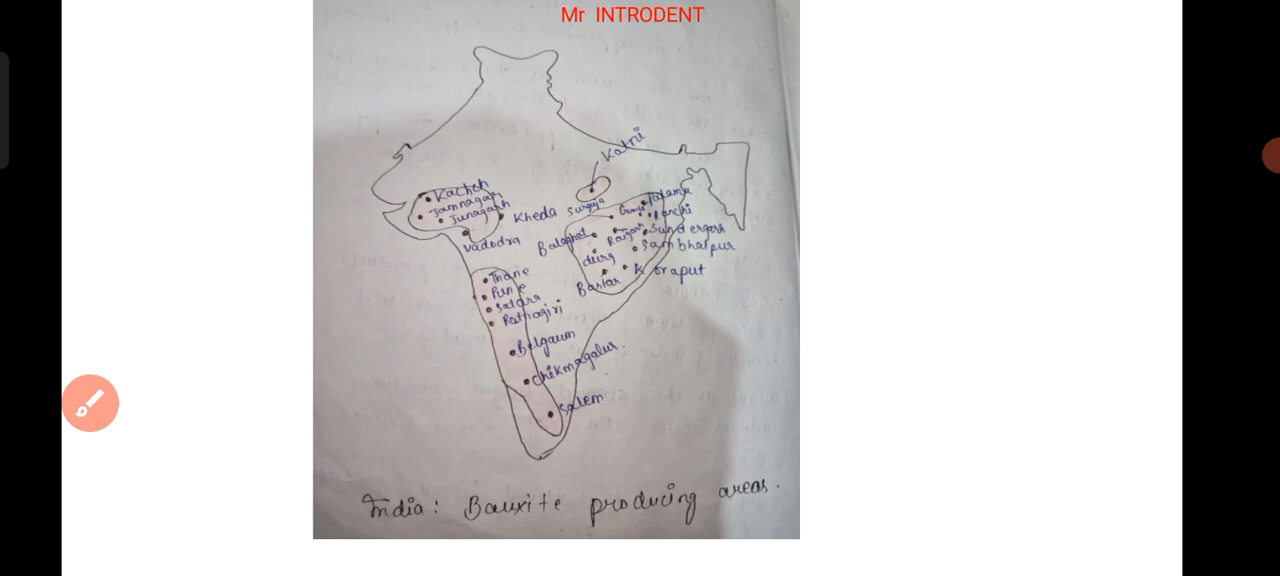 Mr INTRODENT
Katni
Kachch
Jamnagar
Junagarh
Kheda
Vadodra
Surguja
Palamu
Gumla
Ranchi
Raigarh
Sundergarh
Balaghat
Sambhalpur
durg
Koraput
Bastar
Thane
Pune
Satara
Ratnagiri
Belgaum
Chikmagalur.
Salem
India: Bauxite producing areas.